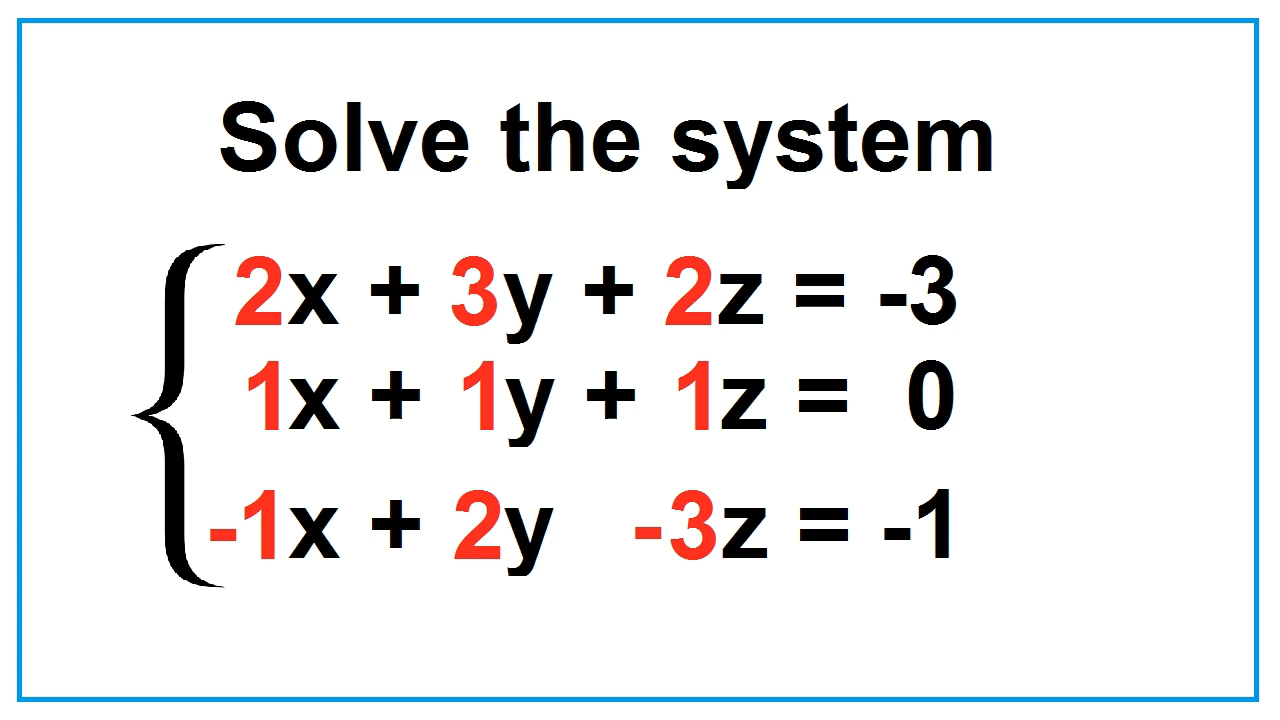 Solve the system
2x + 3y + 2z = -3
1x + 1y + 1z = 0
-1x + 2y -3z = -1